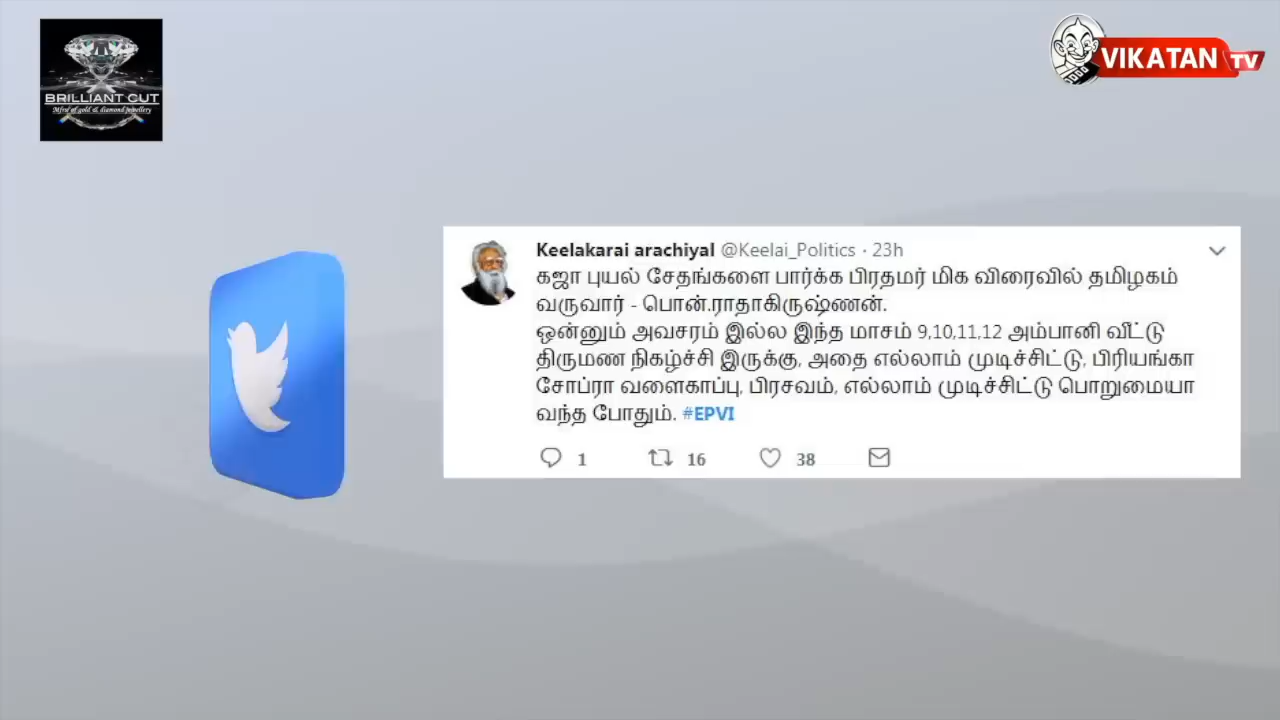 BRILLIANT CUT
Mfrs of gold & diamond jewellery
VIKATAN TV
Keelakarai arachiyal @Keelai_Politics · 23h
கஜா புயல் சேதங்களை பார்க்க பிரதமர் மிக விரைவில் தமிழகம்
வருவார் - பொன்.ராதாகிருஷ்ணன்.
ஒன்னும் அவசரம் இல்ல இந்த மாசம் 9,10,11,12 அம்பானி வீட்டு
திருமண நிகழ்ச்சி இருக்கு, அதை எல்லாம் முடிச்சிட்டு, பிரியங்கா
சோப்ரா வளைகாப்பு, பிரசவம், எல்லாம் முடிச்சிட்டு பொறுமையா
வந்த போதும். #EPVI
1 16 38